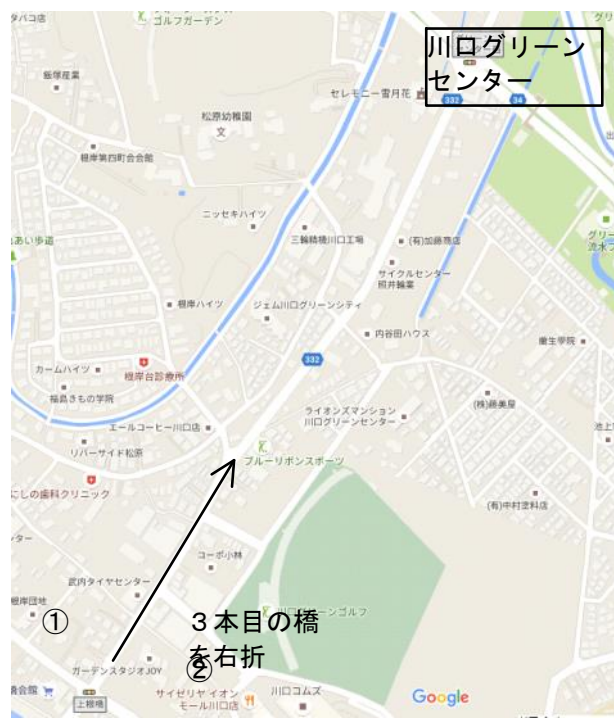 タバコ店
ゴルフガーデン
川口グリーン
センター
飯塚産業
セレモニー雪月花
332
34
松原幼稚園
文
根岸第四町会会館
ニッセキハイツ
三輪精機川口工場
(有)加藤商店
サイクルセンター
照井輪業
根岸ハイツ
ジェム川口グリーンシティ
内谷田ハウス
332
カームハイツ
根岸台診療所
福島きもの学院
(株)藤美屋
ライオンズマンション
川口グリーンセンター
エールコーヒー川口店
リバーサイド松原
ブルーリボンスポーツ
にしの歯科クリニック
(有)中村塗料店
コーポ小林
武内タイヤセンター
根岸団地
①
3本目の橋
を右折
②
川口グリーンゴルフ
ガーデンスタジオJOY
上根橋
サイゼリヤ イオン
モール川口店
川口コムズ
Google